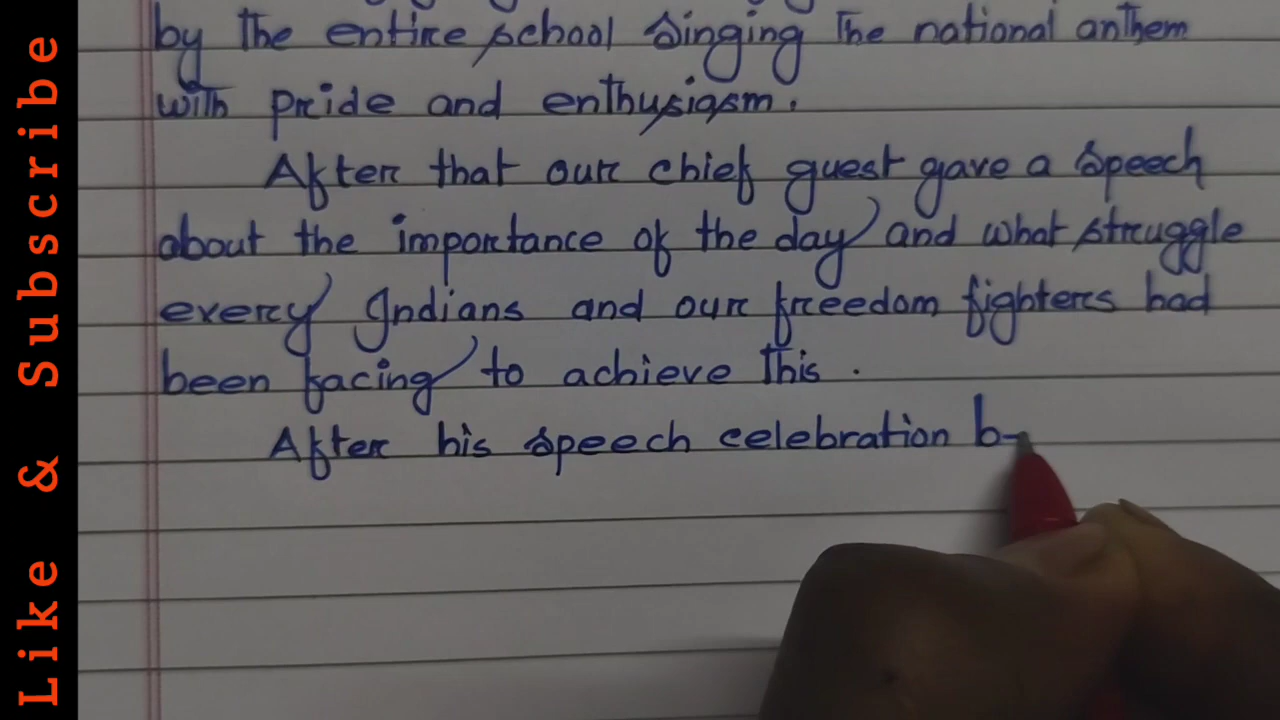 by the entire school singing the national anthem
with pride and enthusiasm.
After that our chief guest gave a speech
about the importance of the day and what struggle
every Indians and our freedom fighters had
been facing to achieve this.
After his speech celebration b
Like & Subscribe